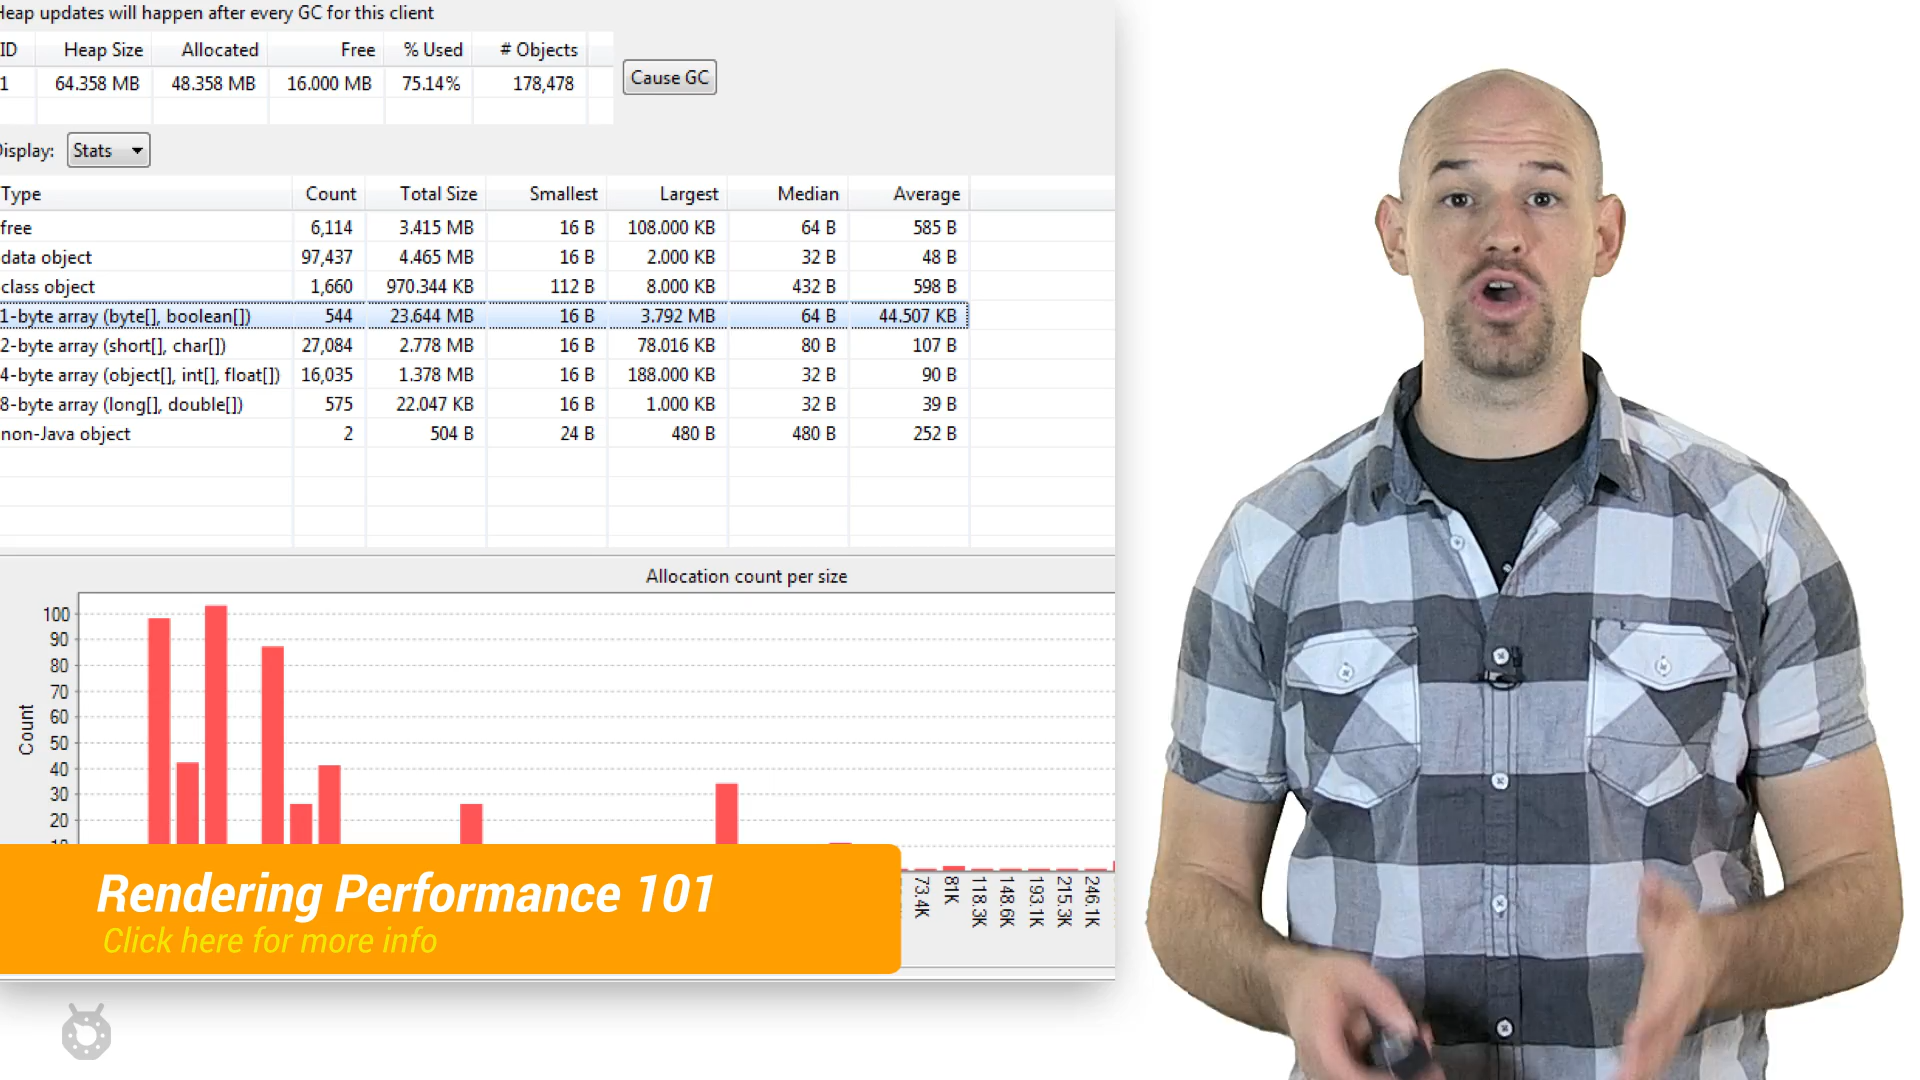 Heap updates will happen after every GC for this client
ID Heap Size Allocated Free % Used # Objects
1 64.358 MB 48.358 MB 16.000 MB 75.14% 178,478
Cause GC
Display: Stats
Type Count Total Size Smallest Largest Median Average
free 6,114 3.415 MB 16 B 108.000 KB 64 B 585 B
data object 97,437 4.465 MB 16 B 2.000 KB 32 B 48 B
class object 1,660 970.344 KB 112 B 8.000 KB 432 B 598 B
1-byte array (byte[], boolean[]) 544 23.644 MB 16 B 3.792 MB 64 B 44.507 KB
2-byte array (short[], char[]) 27,084 2.778 MB 16 B 78.016 KB 80 B 107 B
4-byte array (object[], int[], float[]) 16,035 1.378 MB 16 B 188.000 KB 32 B 90 B
8-byte array (long[], double[]) 575 22.047 KB 16 B 1.000 KB 32 B 39 B
non-Java object 2 504 B 24 B 480 B 480 B 252 B
Allocation count per size
Count
100
90
80
70
60
50
40
30
20
10
73.4K
81K
118.3K
148.6K
193.1K
215.3K
246.1K
Rendering Performance 101
Click here for more info